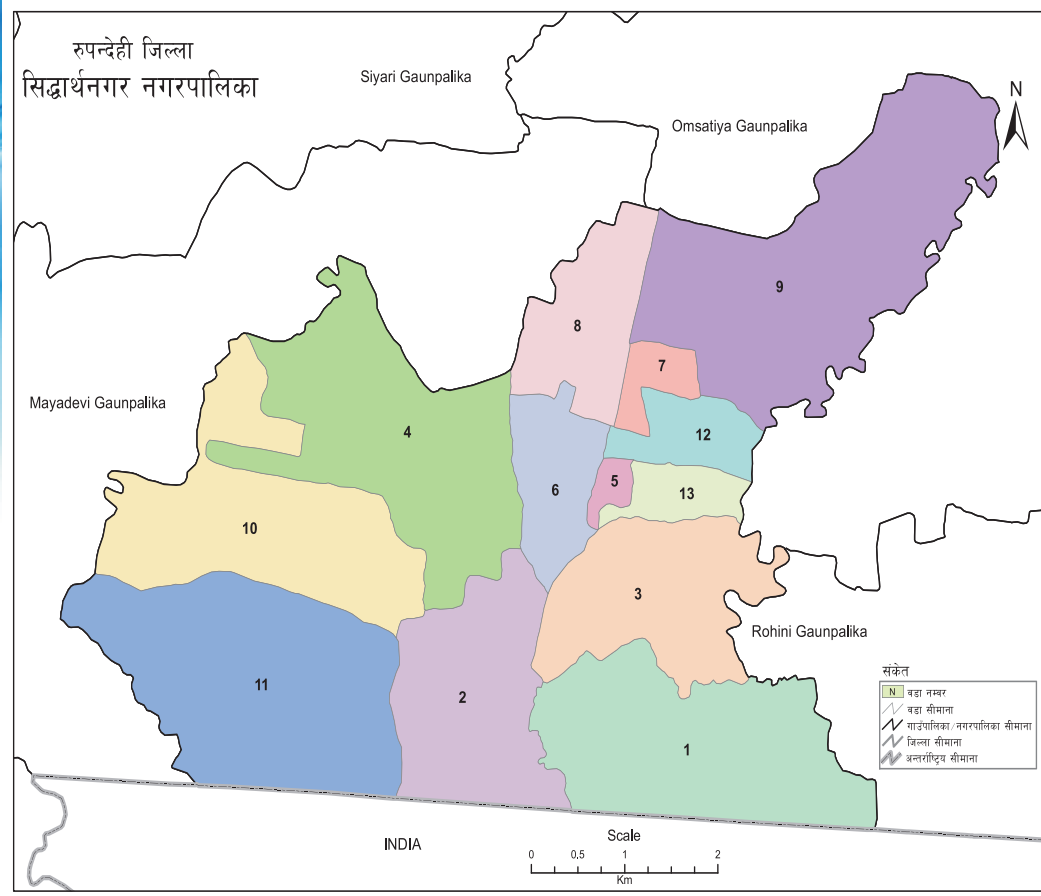 रुपन्देही जिल्ला
सिद्धार्थनगर नगरपालिका
Siyari Gaunpalika
Omsatiya Gaunpalika
N
9
8
7
Mayadevi Gaunpalika
4
12
6
5
13
10
3
Rohini Gaunpalika
11
2
1
संकेत
N वडा नम्बर
वडा सीमाना
गाउँपालिका/नगरपालिका सीमाना
जिल्ला सीमाना
अन्तर्राष्ट्रिय सीमाना
INDIA
Scale
0 0.5 1 2
Km